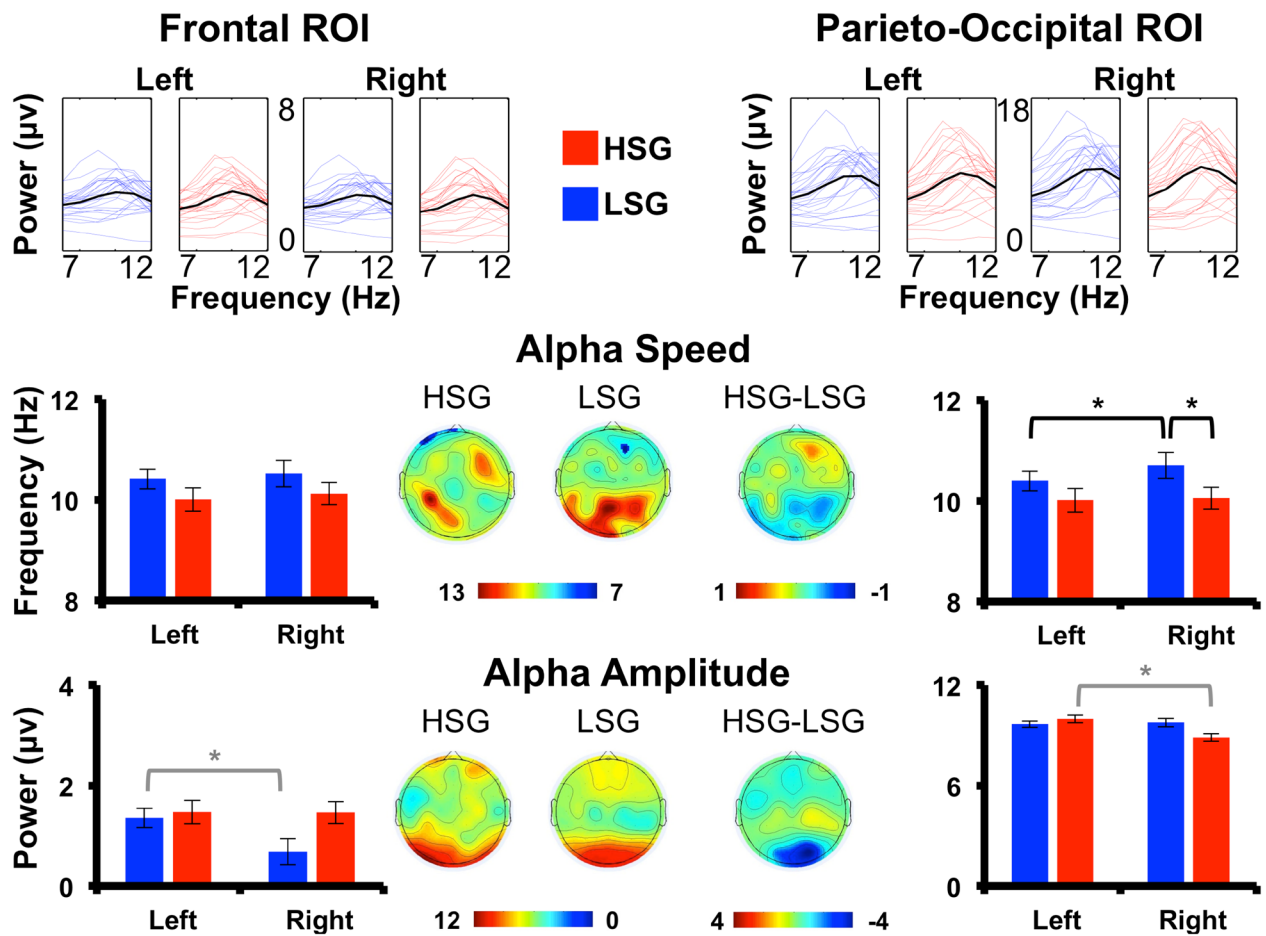 Frontal ROI Parieto-Occipital ROI
Left Right Left Right
Power (µv) 8 0 Power (µv) 18 0
HSG
LSG
7 12 7 12 7 12 7 12 7 12 7 12 7 12 7 12
Frequency (Hz) Frequency (Hz)
Alpha Speed
Frequency (Hz) 12 10 8
HSG LSG HSG-LSG
* *
12 10 8
13 7 1 -1
Left Right Left Right
Alpha Amplitude
Power (µv) 4 2 0
HSG LSG HSG-LSG
* *
12 6 0
12 0 4 -4
Left Right Left Right